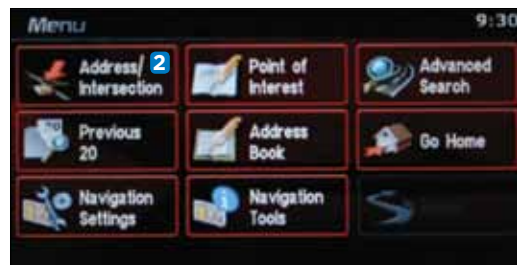 Menu 9:30
Address/ 2
Intersection
Point of
Interest
Advanced
Search
Previous
20
Address
Book
Go Home
Navigation
Settings
Navigation
Tools